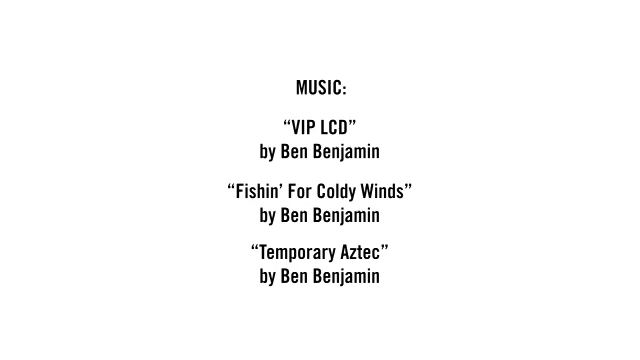 MUSIC:
“VIP LCD”
by Ben Benjamin
“Fishin’ For Coldy Winds”
by Ben Benjamin
“Temporary Aztec”
by Ben Benjamin